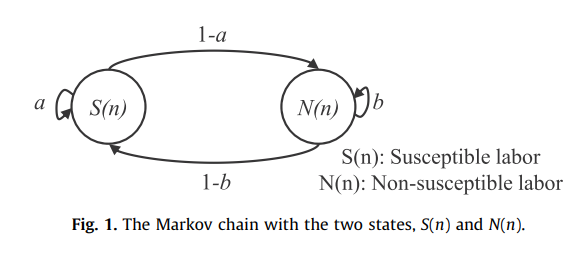 1-a
a
S(n)
N(n)
b
1-b
S(n): Susceptible labor
N(n): Non-susceptible labor
Fig. 1. The Markov chain with the two states, S(n) and N(n).